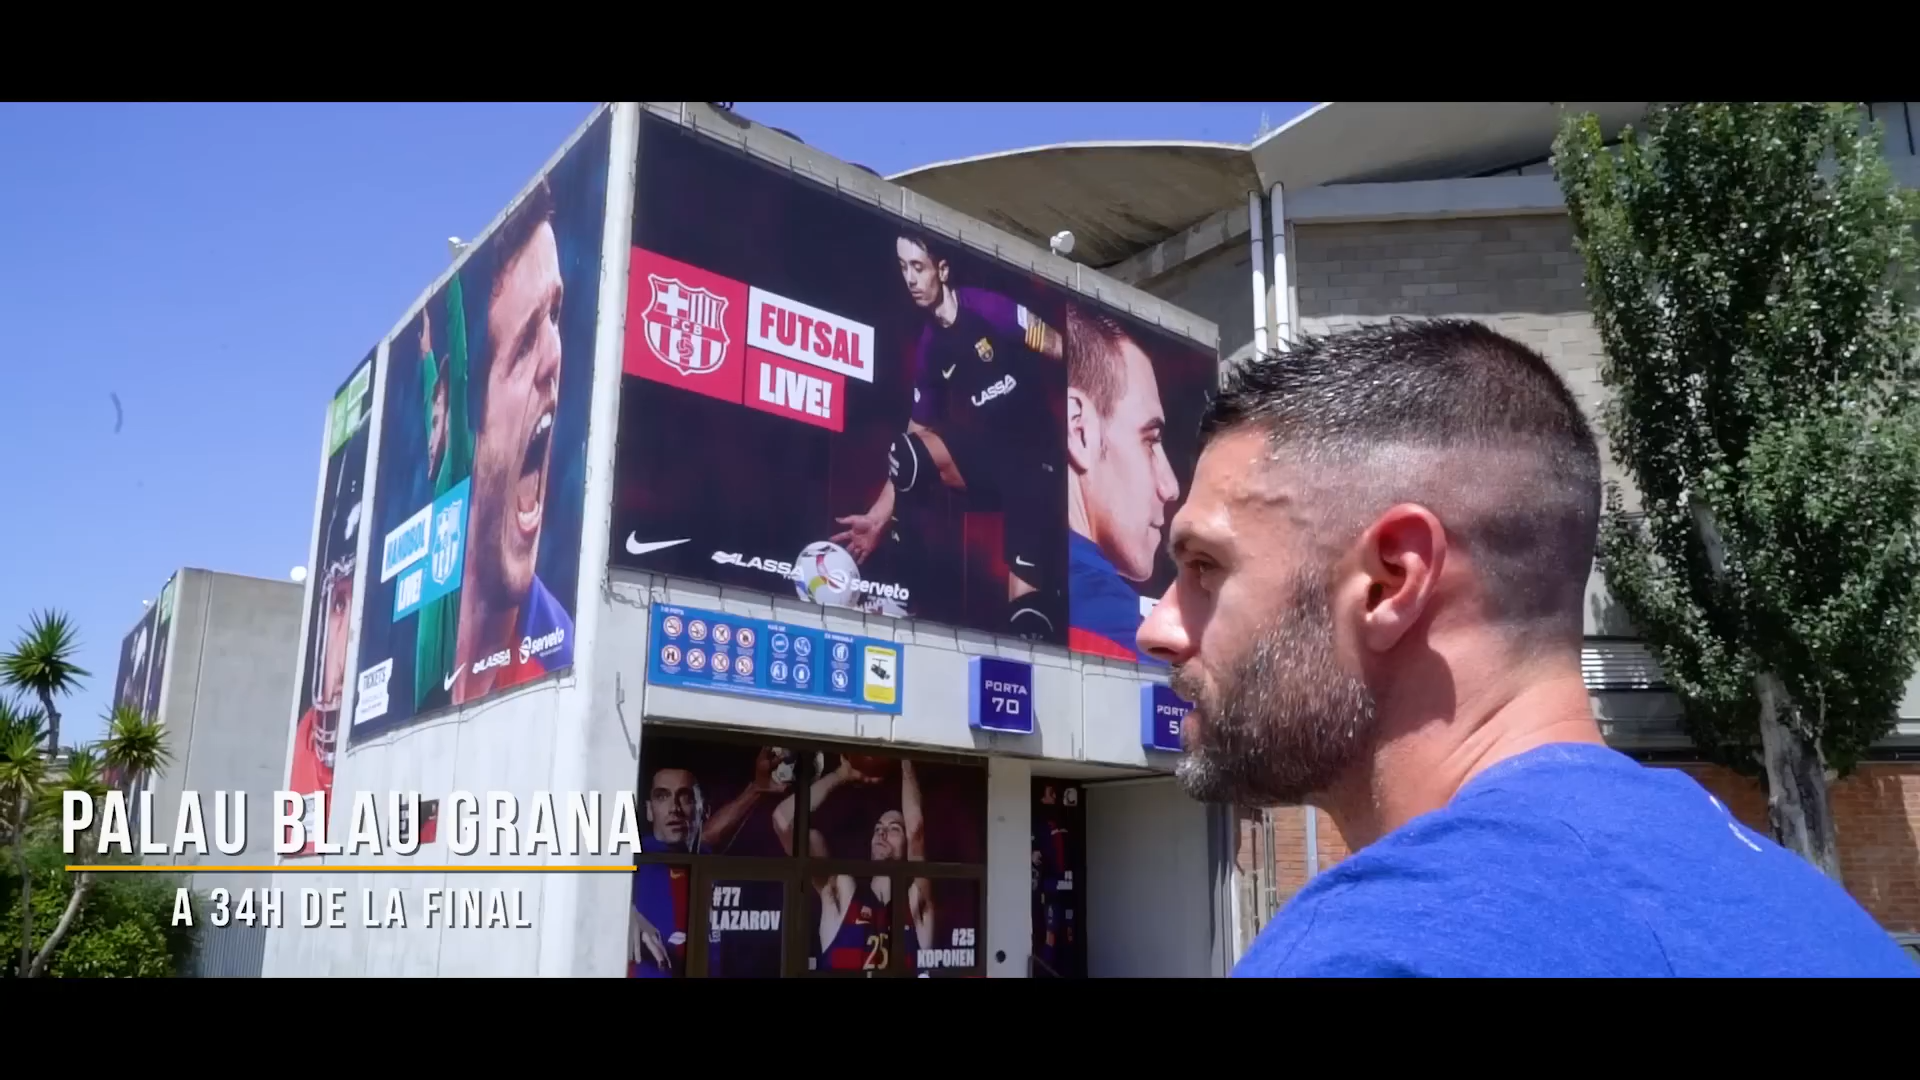 FCB
FUTSAL
LIVE!
LASSA
LASSA
serveto
HANDBOL
LIVE!
TICKETS
LASSA
serveto
PORTA
70
PORTA
#77
LAZAROV
25
#25
KOPONEN
PALAU BLAU GRANA
A 34H DE LA FINAL